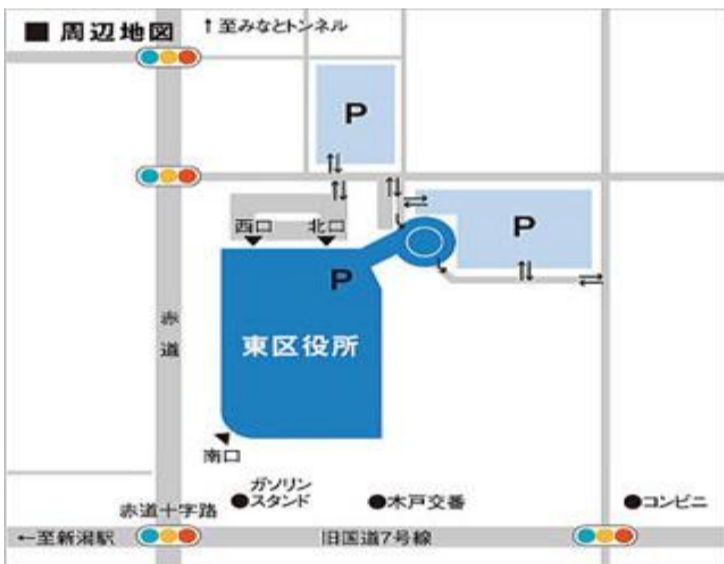 ■ 周辺地図
↑至みなとトンネル
P
西口
北口
P
P
赤道
東区役所
南口
ガソリン
●スタンド
●木戸交番
●コンビニ
赤道十字路
←至新潟駅
旧国道7号線